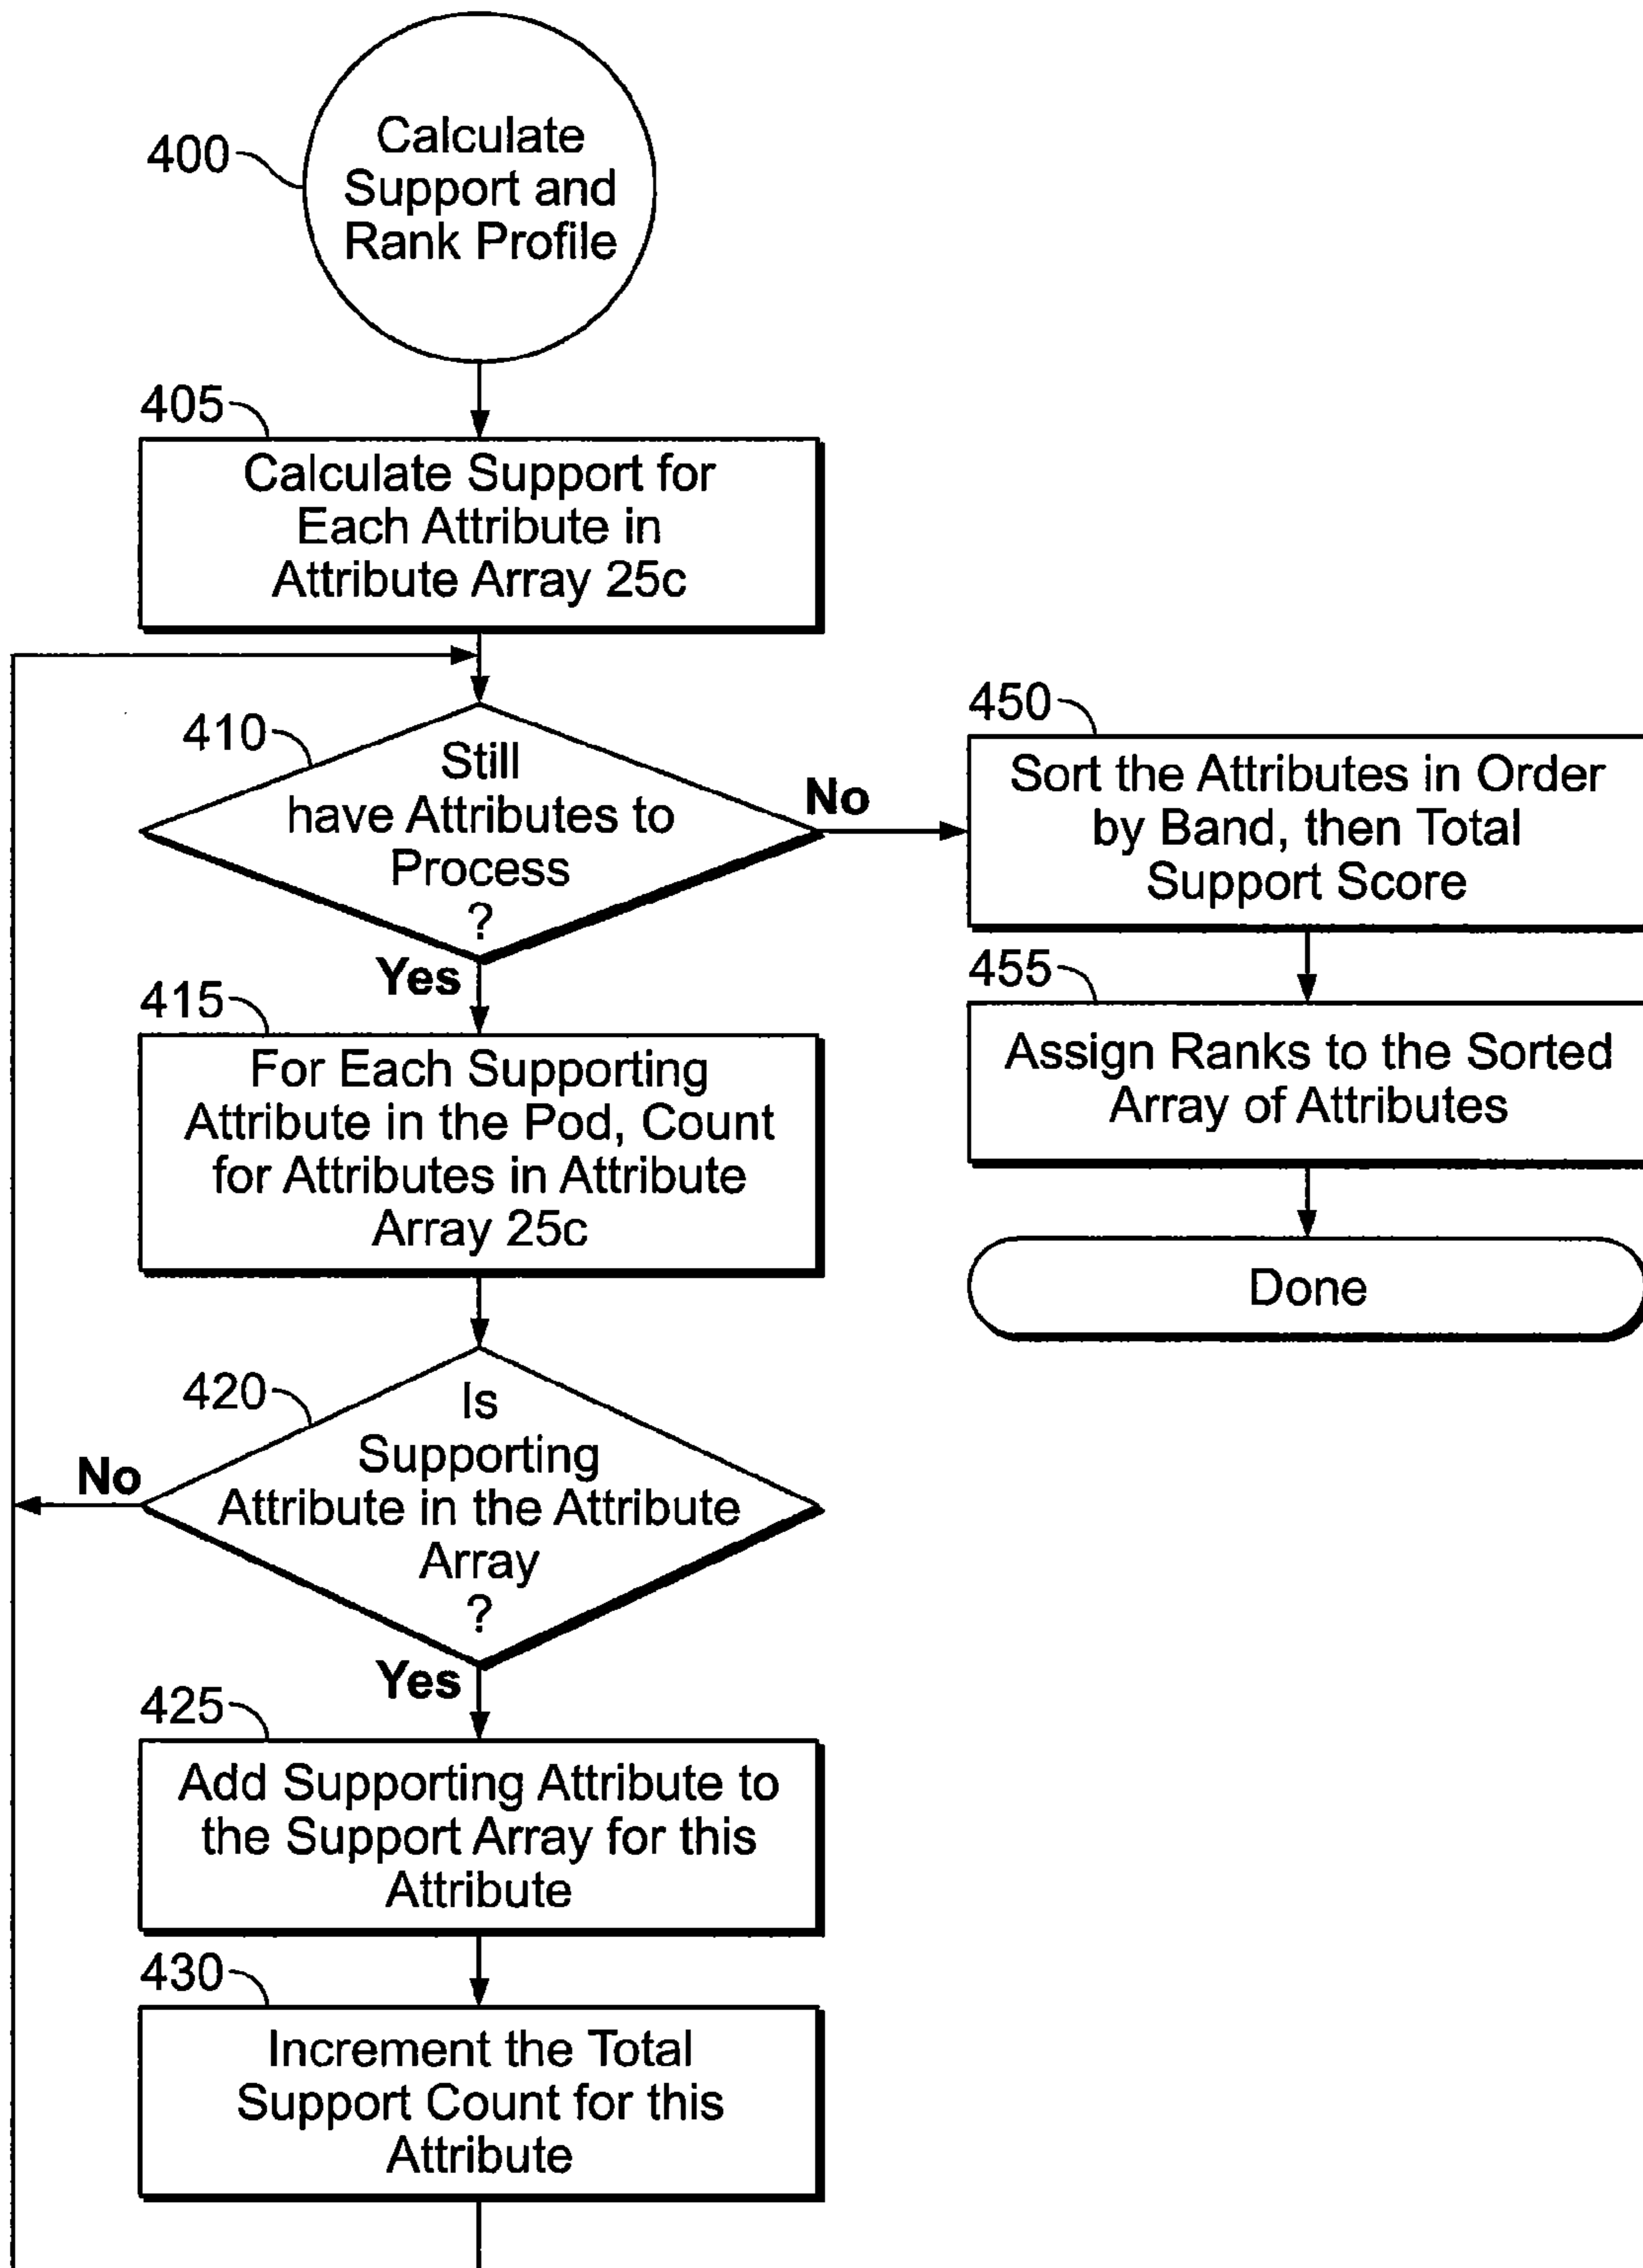 400
Calculate
Support and
Rank Profile
405
Calculate Support for
Each Attribute in
Attribute Array 25c
410
Still
have Attributes to
Process
?
No
Yes
415
For Each Supporting
Attribute in the Pod, Count
for Attributes in Attribute
Array 25c
420
Is
Supporting
Attribute in the Attribute
Array
?
No
Yes
425
Add Supporting Attribute to
the Support Array for this
Attribute
430
Increment the Total
Support Count for this
Attribute
450
Sort the Attributes in Order
by Band, then Total
Support Score
455
Assign Ranks to the Sorted
Array of Attributes
Done